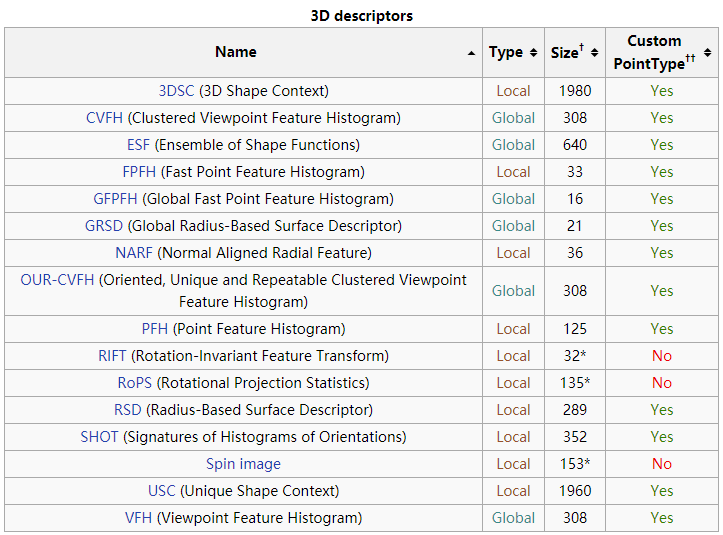 3D descriptors
Name Type Size† Custom
PointType††
3DSC (3D Shape Context) Local 1980 Yes
CVFH (Clustered Viewpoint Feature Histogram) Global 308 Yes
ESF (Ensemble of Shape Functions) Global 640 Yes
FPFH (Fast Point Feature Histogram) Local 33 Yes
GFPFH (Global Fast Point Feature Histogram) Global 16 Yes
GRSD (Global Radius-Based Surface Descriptor) Global 21 Yes
NARF (Normal Aligned Radial Feature) Local 36 Yes
OUR-CVFH (Oriented, Unique and Repeatable Clustered Viewpoint
Feature Histogram) Global 308 Yes
PFH (Point Feature Histogram) Local 125 Yes
RIFT (Rotation-Invariant Feature Transform) Local 32* No
RoPS (Rotational Projection Statistics) Local 135* No
RSD (Radius-Based Surface Descriptor) Local 289 Yes
SHOT (Signatures of Histograms of Orientations) Local 352 Yes
Spin image Local 153* No
USC (Unique Shape Context) Local 1960 Yes
VFH (Viewpoint Feature Histogram) Global 308 Yes